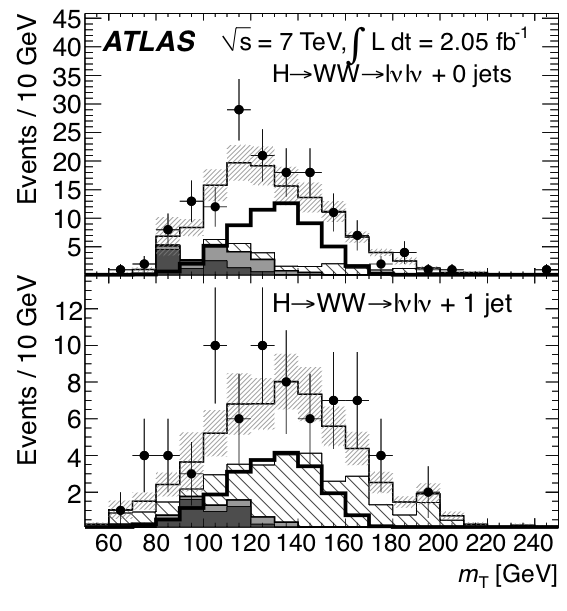 ATLAS √s = 7 TeV, ∫ L dt = 2.05 fb⁻¹
H→WW→lνlν + 0 jets
Events / 10 GeV
45
40
35
30
25
20
15
10
5
H→WW→lνlν + 1 jet
Events / 10 GeV
12
10
8
6
4
2
60 80 100 120 140 160 180 200 220 240
m_T [GeV]